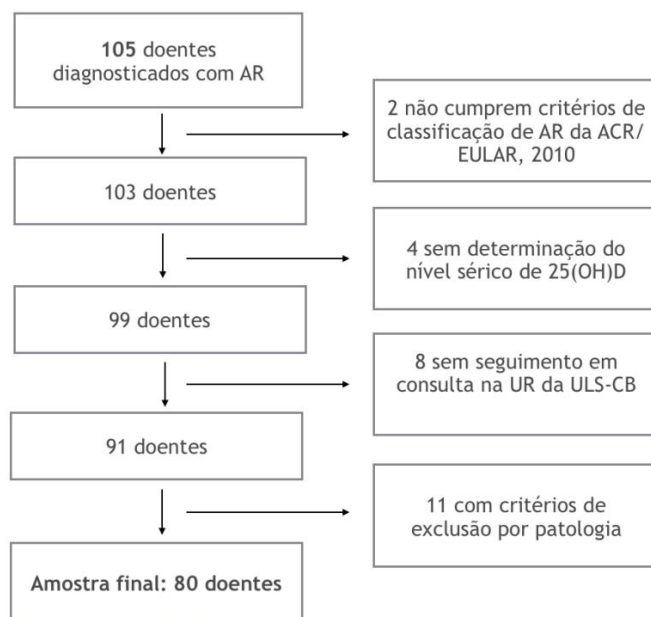 105 doentes
diagnosticados com AR
2 não cumprem critérios de
classificação de AR da ACR/
EULAR, 2010
103 doentes
4 sem determinação do
nível sérico de 25(OH)D
99 doentes
8 sem seguimento em
consulta na UR da ULS-CB
91 doentes
11 com critérios de
exclusão por patologia
Amostra final: 80 doentes